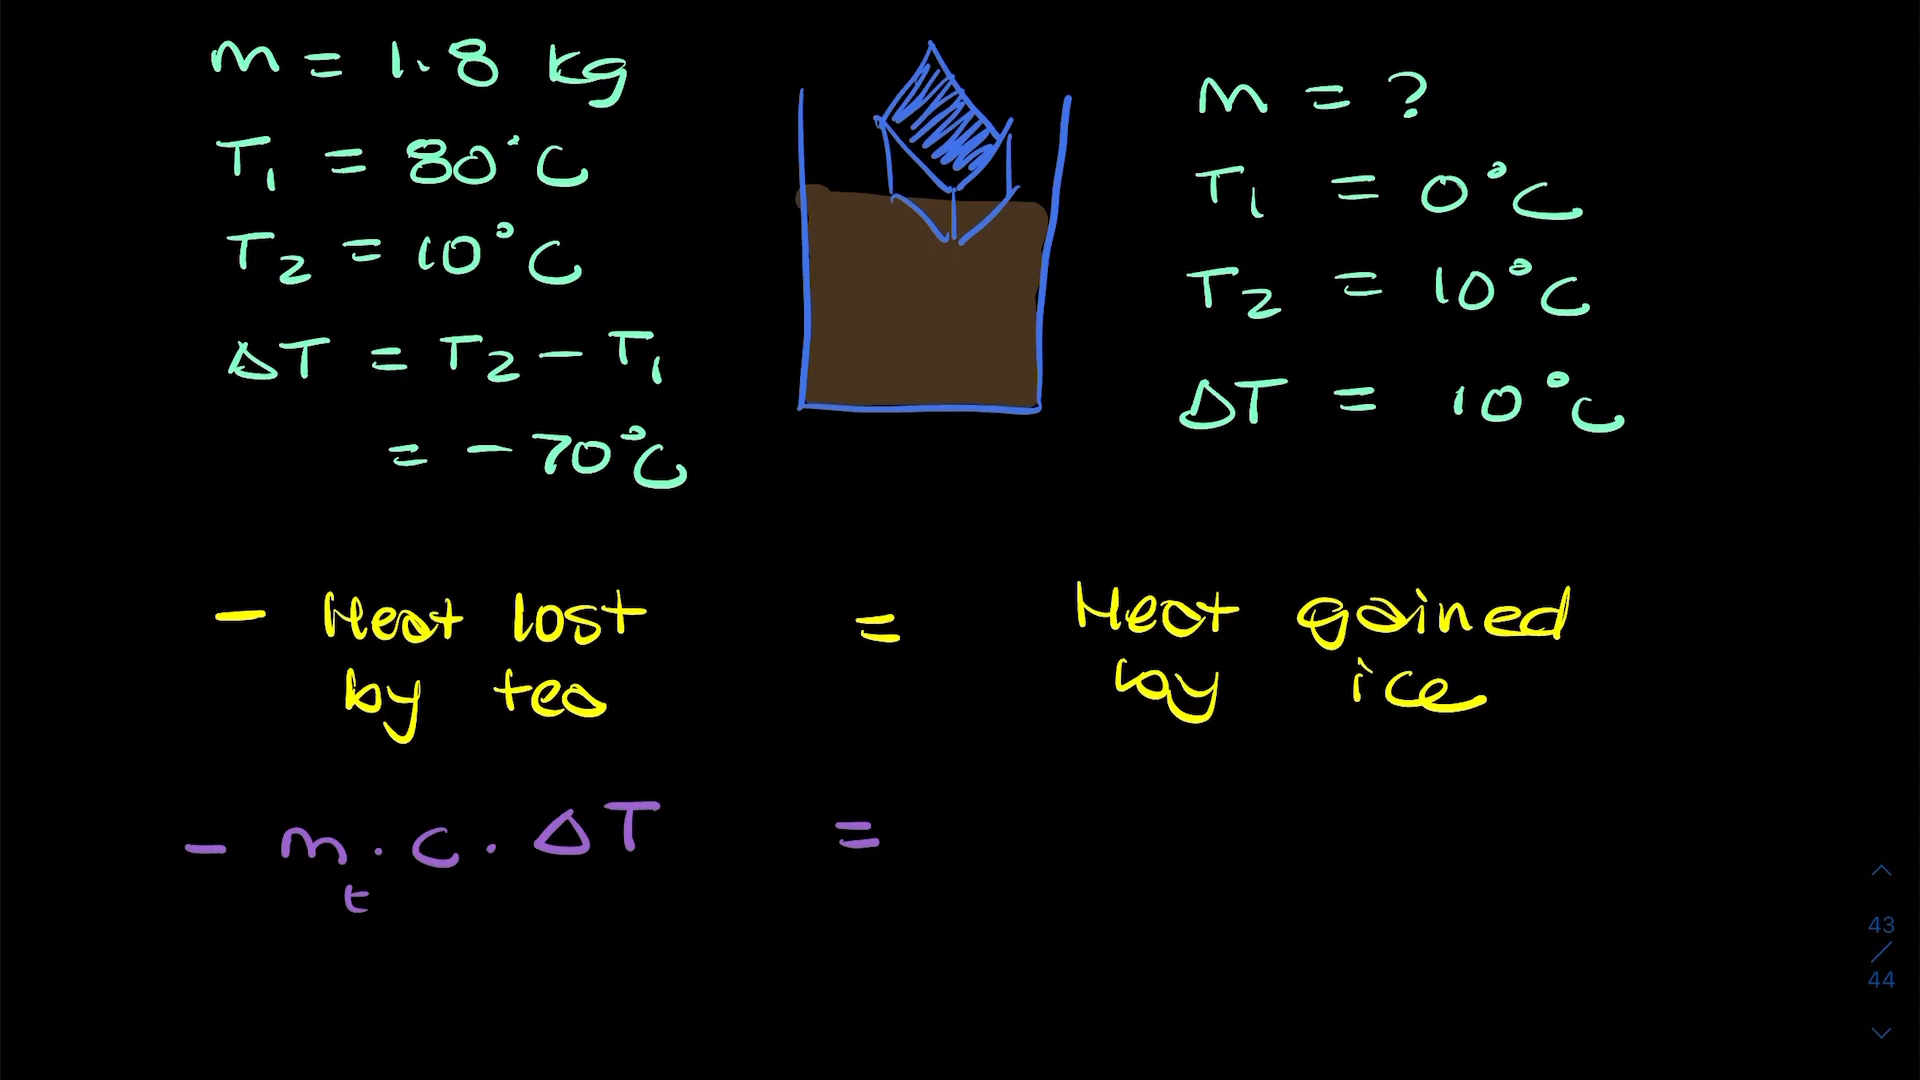 m = 1.8 kg
T₁ = 80°C
T₂ = 10°C
ΔT = T₂ - T₁
= -70°C
m = ?
T₁ = 0°C
T₂ = 10°C
ΔT = 10°C
- Heat lost = Heat gained
by tea by ice
- mₜ · c · ΔT =
43
/
44